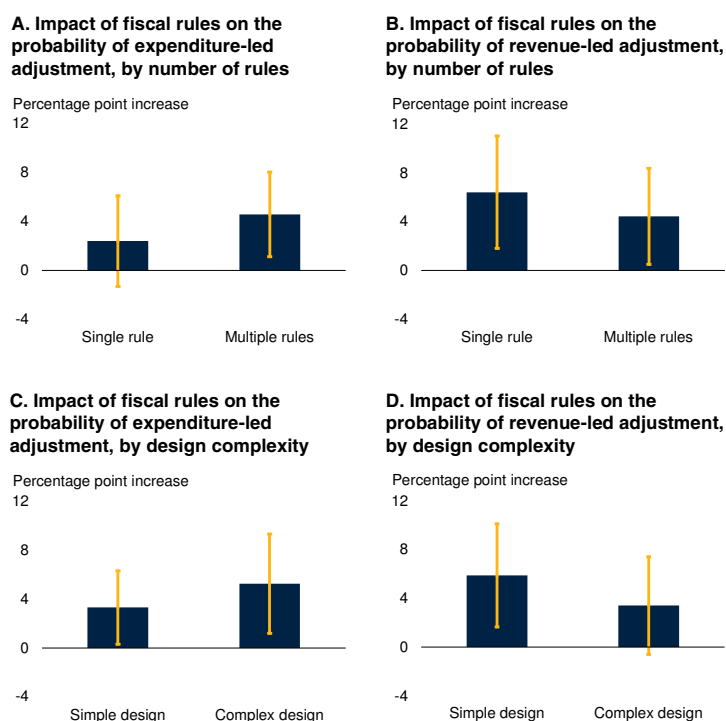 A. Impact of fiscal rules on the
probability of expenditure-led
adjustment, by number of rules
Percentage point increase
12
8
4
0
-4
Single rule
Multiple rules
B. Impact of fiscal rules on the
probability of revenue-led adjustment,
by number of rules
Percentage point increase
12
8
4
0
-4
Single rule
Multiple rules
C. Impact of fiscal rules on the
probability of expenditure-led
adjustment, by design complexity
Percentage point increase
12
8
4
0
-4
Simple design
Complex design
D. Impact of fiscal rules on the
probability of revenue-led adjustment,
by design complexity
Percentage point increase
12
8
4
0
-4
Simple design
Complex design